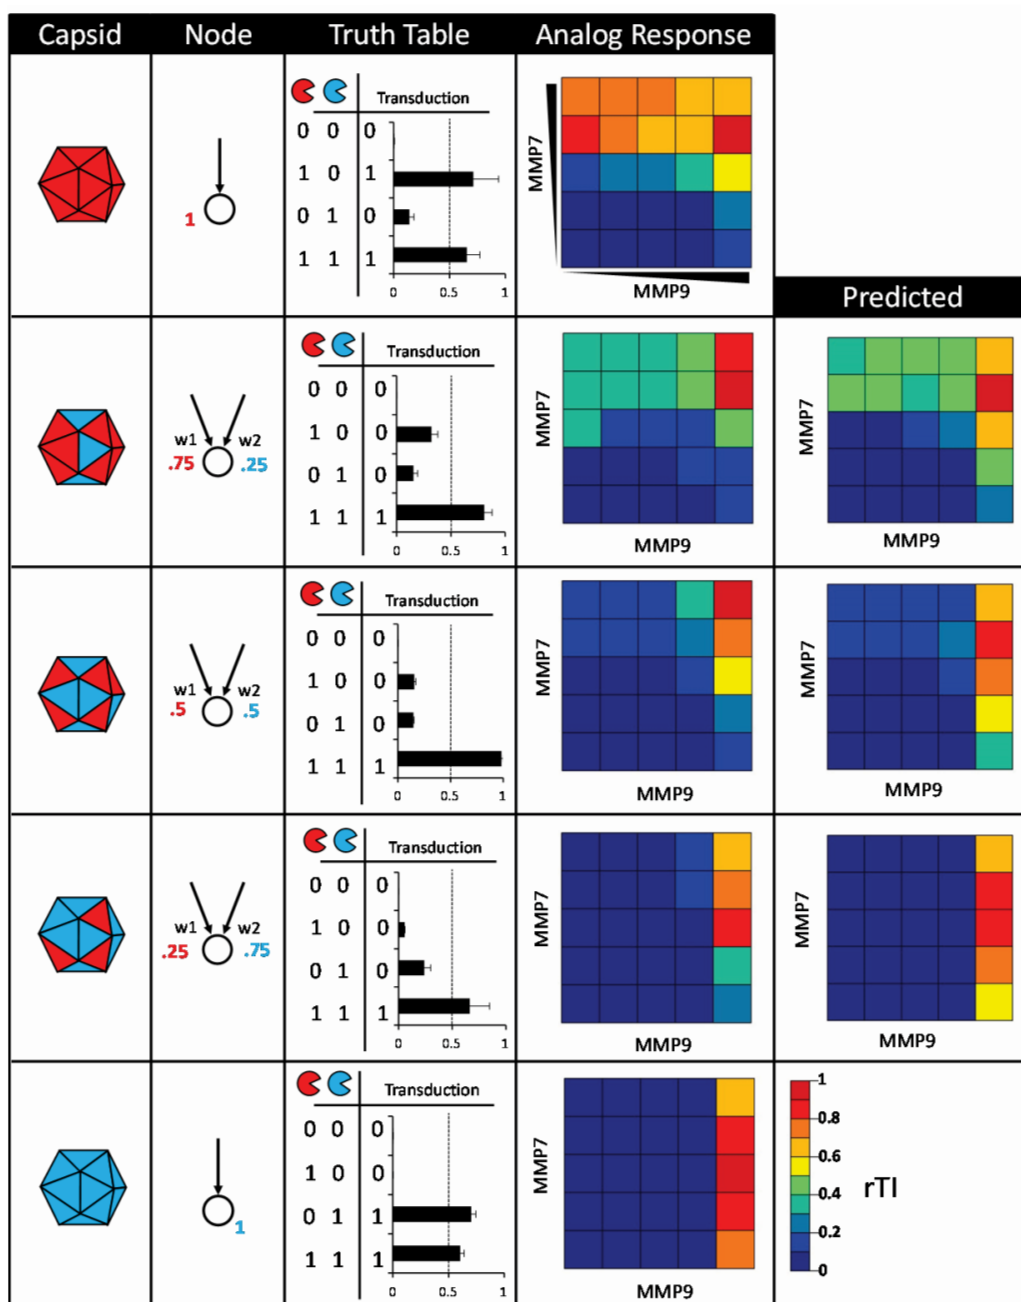 Capsid Node Truth Table Analog Response
Transduction
0 0 0
1 0 1
0 1 0
1 1 1
0 0.5 1
1
MMP7
MMP9
Predicted
Transduction
0 0 0
1 0 0
0 1 0
1 1 1
0 0.5 1
w1 w2
.75 .25
MMP7
MMP9
MMP7
MMP9
Transduction
0 0 0
1 0 0
0 1 0
1 1 1
0 0.5 1
w1 w2
.5 .5
MMP7
MMP9
MMP7
MMP9
Transduction
0 0 0
1 0 0
0 1 0
1 1 1
0 0.5 1
w1 w2
.25 .75
MMP7
MMP9
MMP7
MMP9
Transduction
0 0 0
1 0 0
0 1 1
1 1 1
0 0.5 1
1
MMP7
MMP9
1
0.8
0.6
0.4
0.2
0
rTI